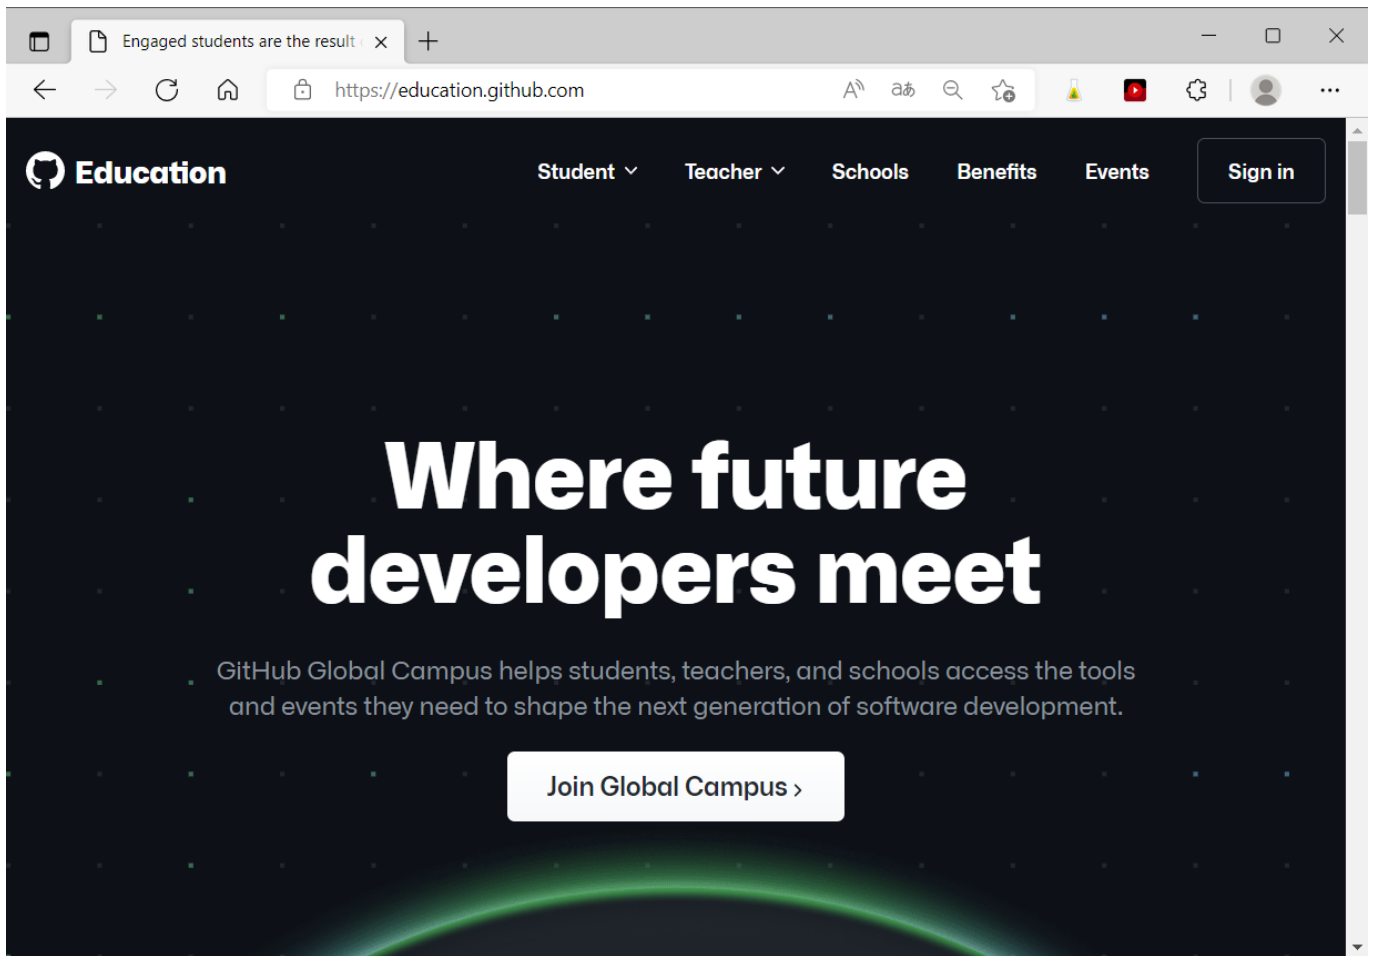 Engaged students are the result
https://education.github.com
A aあ
Education
Student
Teacher
Schools
Benefits
Events
Sign in
Where future
developers meet
GitHub Global Campus helps students, teachers, and schools access the tools
and events they need to shape the next generation of software development.
Join Global Campus ›